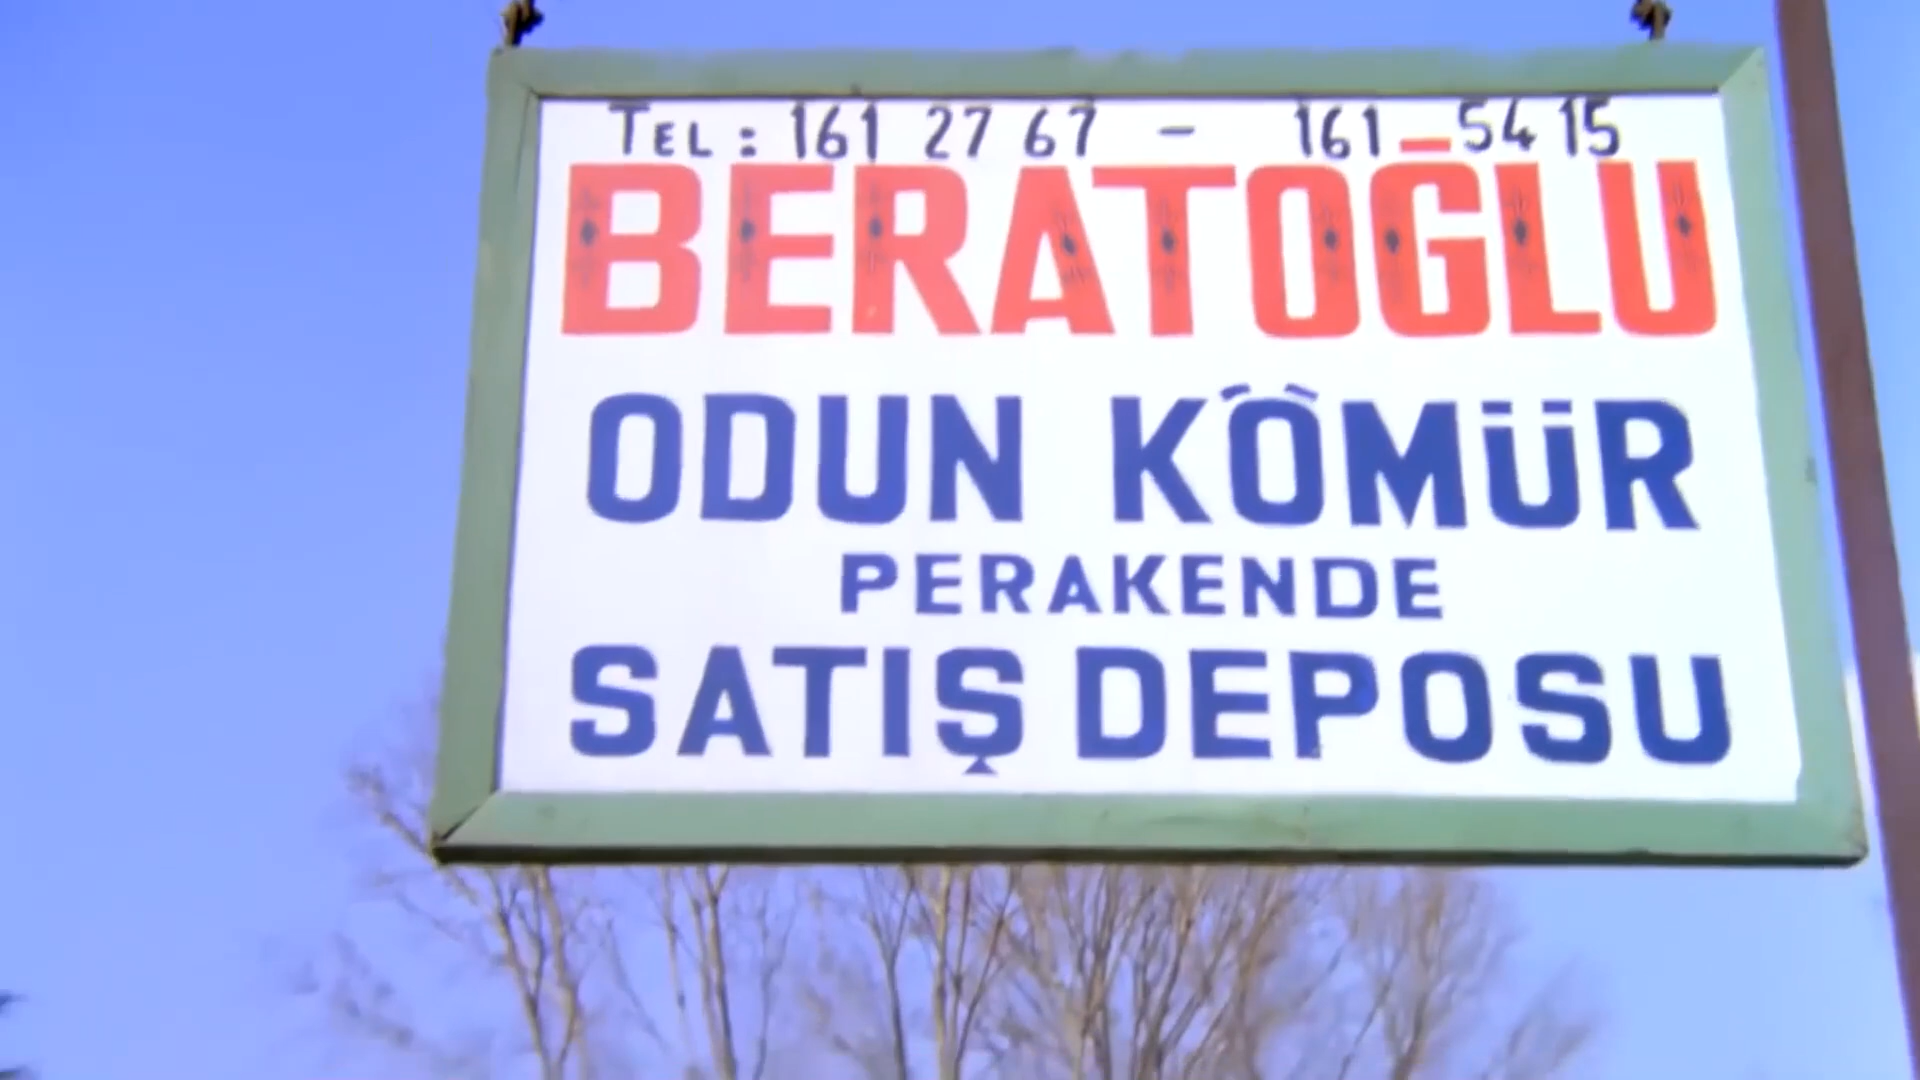 TEL: 161 27 67 - 161 54 15
BERATOĞLU
ODUN KÖMÜR
PERAKENDE
SATIŞ DEPOSU